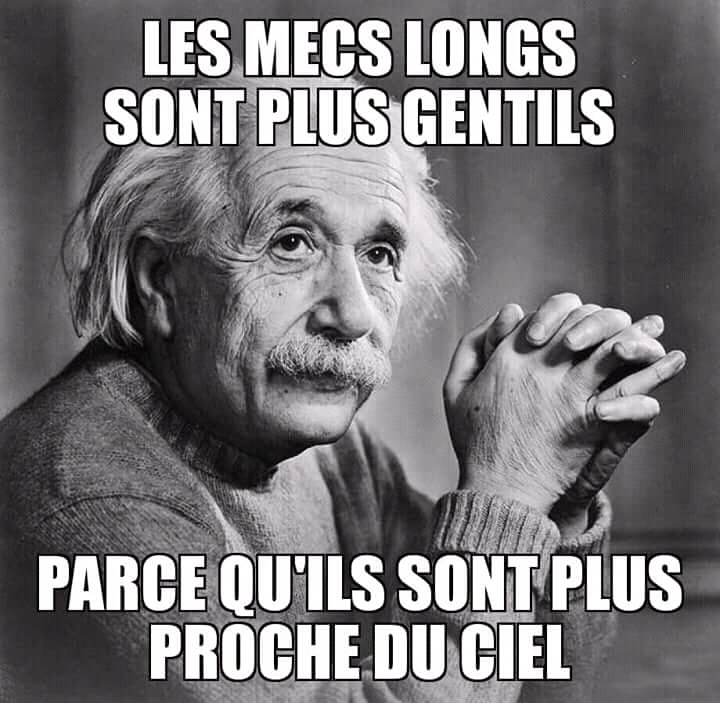 LES MECS LONGS
SONT PLUS GENTILS
PARCE QU'ILS SONT PLUS
PROCHE DU CIEL